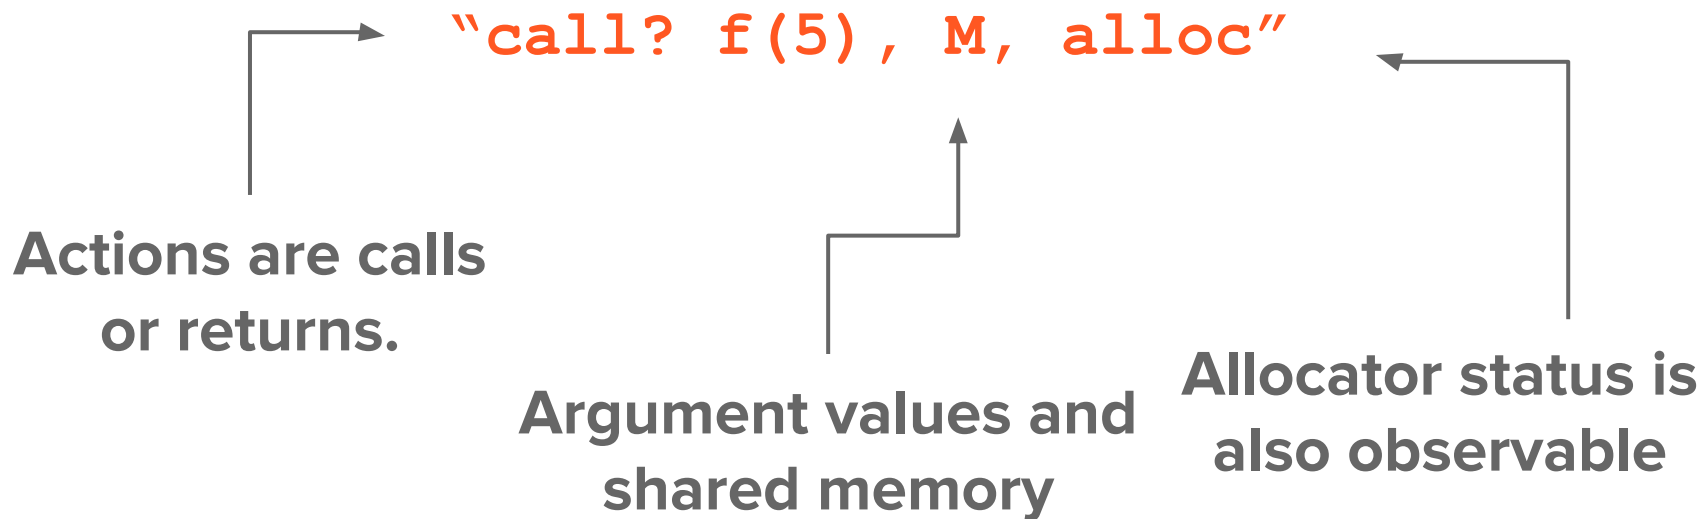 “call? f(5), M, alloc”
Actions are calls
or returns.
Argument values and
shared memory
Allocator status is
also observable